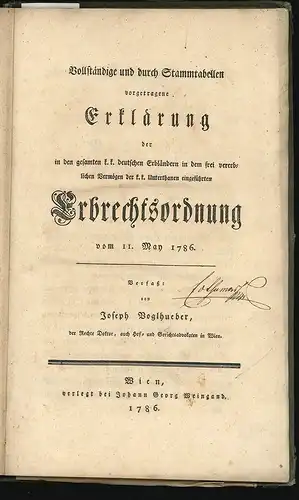 Vollständige und durch Stammtabellen
vorgetragene
Erklärung
der
in den gesamten k. k. deutschen Erbländern in dem frei vererb-
lichen Vermögen der k. k. Unterthanen eingeführten
Erbrechtsordnung
vom 11. May 1786.
Verfaßt
von
Joseph Voglhueber,
der Rechte Doktor, auch Hof- und Gerichtsadvokaten in Wien.
Wien,
verlegt bei Johann Georg Weingand.
1786.